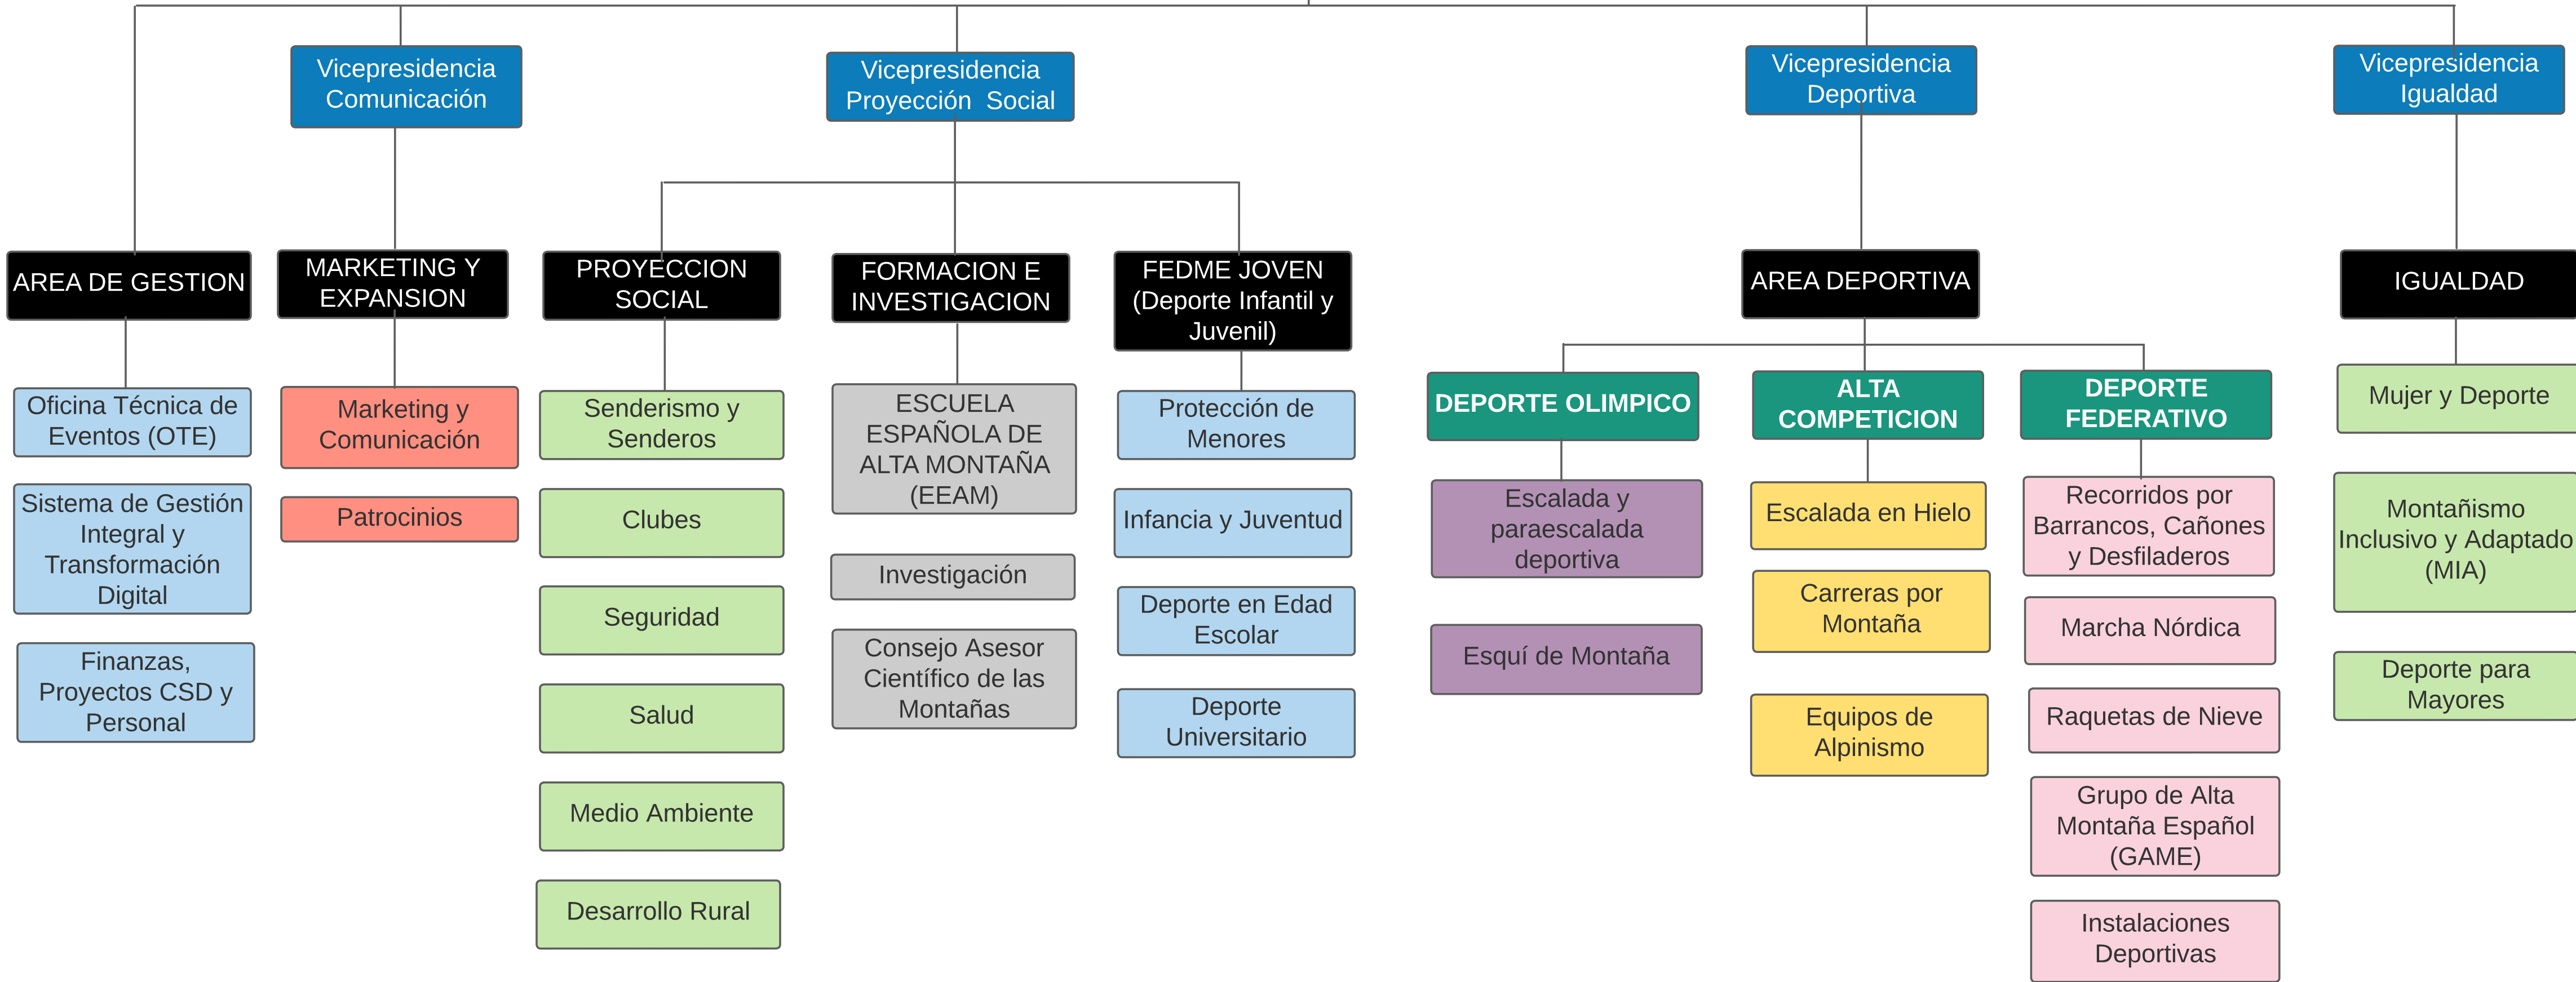 Vicepresidencia
Comunicación
Vicepresidencia
Proyección  Social
Vicepresidencia
Deportiva
Vicepresidencia
Igualdad
AREA DE GESTION
MARKETING Y
EXPANSION
PROYECCION
SOCIAL
FORMACION E
INVESTIGACION
FEDME JOVEN
(Deporte Infantil y
Juvenil)
AREA DEPORTIVA
IGUALDAD
Oficina Técnica de
Eventos (OTE)
Sistema de Gestión
Integral y
Transformación
Digital
Finanzas,
Proyectos CSD y
Personal
Marketing y
Comunicación
Patrocinios
Senderismo y
Senderos
Clubes
Seguridad
Salud
Medio Ambiente
Desarrollo Rural
ESCUELA
ESPAÑOLA DE
ALTA MONTAÑA
(EEAM)
Investigación
Consejo Asesor
Científico de las
Montañas
Protección de
Menores
Infancia y Juventud
Deporte en Edad
Escolar
Deporte
Universitario
DEPORTE OLIMPICO
Escalada y
paraescalada
deportiva
Esquí de Montaña
ALTA
COMPETICION
Escalada en Hielo
Carreras por
Montaña
Equipos de
Alpinismo
DEPORTE
FEDERATIVO
Recorridos por
Barrancos, Cañones
y Desfiladeros
Marcha Nórdica
Raquetas de Nieve
Grupo de Alta
Montaña Español
(GAME)
Instalaciones
Deportivas
Mujer y Deporte
Montañismo
Inclusivo y Adaptado
(MIA)
Deporte para
Mayores